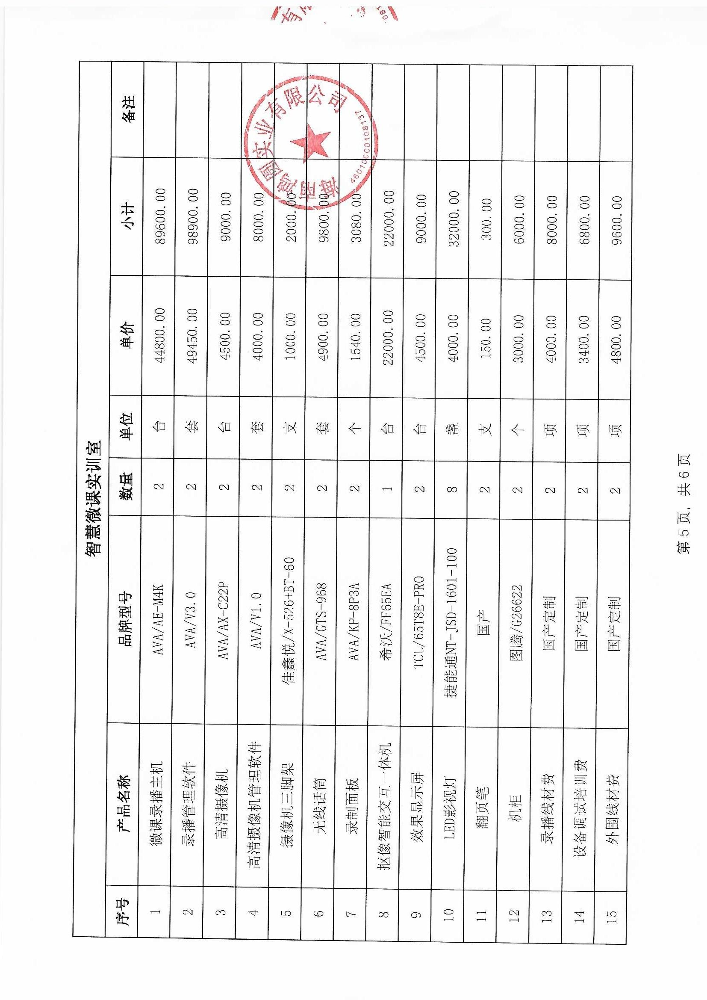 智慧微课实训室
序号 产品名称 品牌型号 数量 单位 单价 小计 备注
1 微课录播主机 AVA/AE-M4K 2 台 44800.00 89600.00
2 录播管理软件 AVA/V3.0 2 套 49450.00 98900.00
3 高清摄像机 AVA/AX-C22P 2 台 4500.00 9000.00
4 高清摄像机管理软件 AVA/V1.0 2 套 4000.00 8000.00
5 摄像机三脚架 佳鑫悦/X-526+BT-60 2 支 1000.00 2000.00
6 无线话筒 AVA/GTS-968 2 套 4900.00 9800.00
7 录制面板 AVA/KP-8P3A 2 个 1540.00 3080.00
8 抠像智能交互一体机 希沃/FF65EA 1 台 22000.00 22000.00
9 效果显示屏 TCL/65T8E-PRO 2 台 4500.00 9000.00
10 LED影视灯 捷能通NT-JSD-1601-100 8 盏 4000.00 32000.00
11 翻页笔 国产 2 支 150.00 300.00
12 机柜 图腾/G26622 2 个 3000.00 6000.00
13 录播线材费 国产定制 2 项 4000.00 8000.00
14 设备调试培训费 国产定制 2 项 3400.00 6800.00
15 外围线材费 国产定制 2 项 4800.00 9600.00
海南鸿圆实业有限公司
4601000108137
第 5 页, 共 6 页